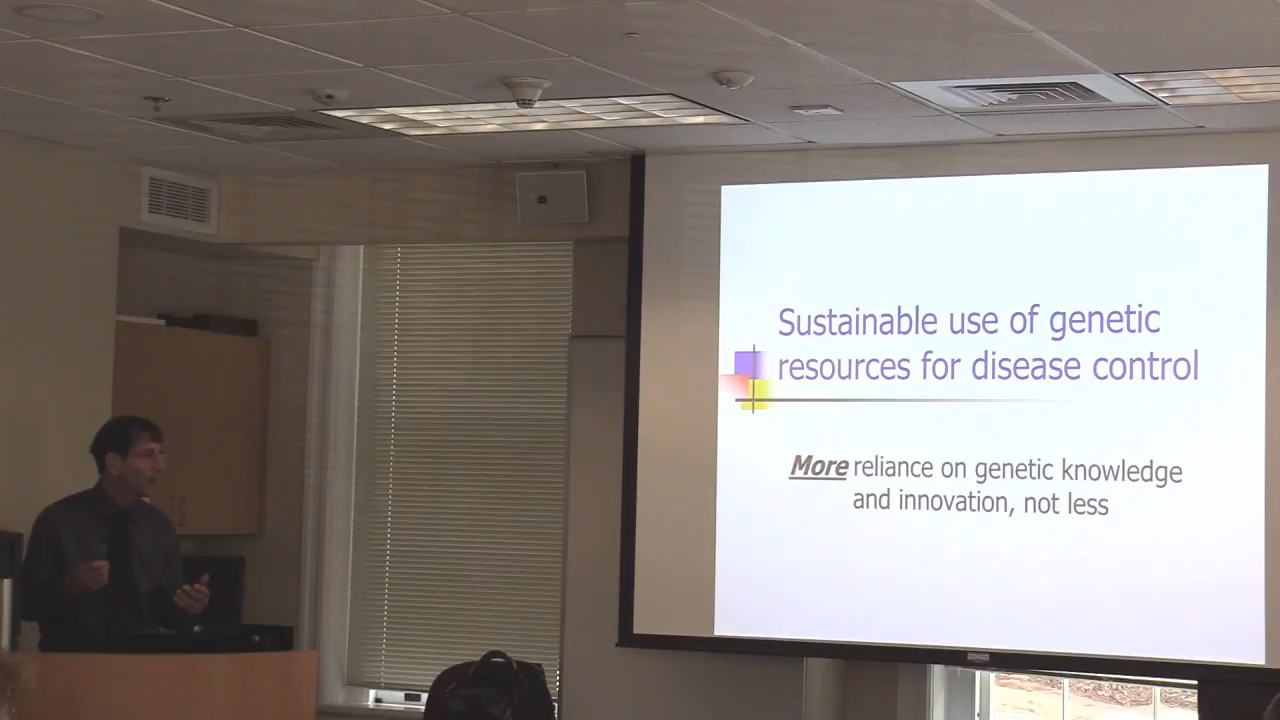 Sustainable use of genetic
resources for disease control
More reliance on genetic knowledge
and innovation, not less